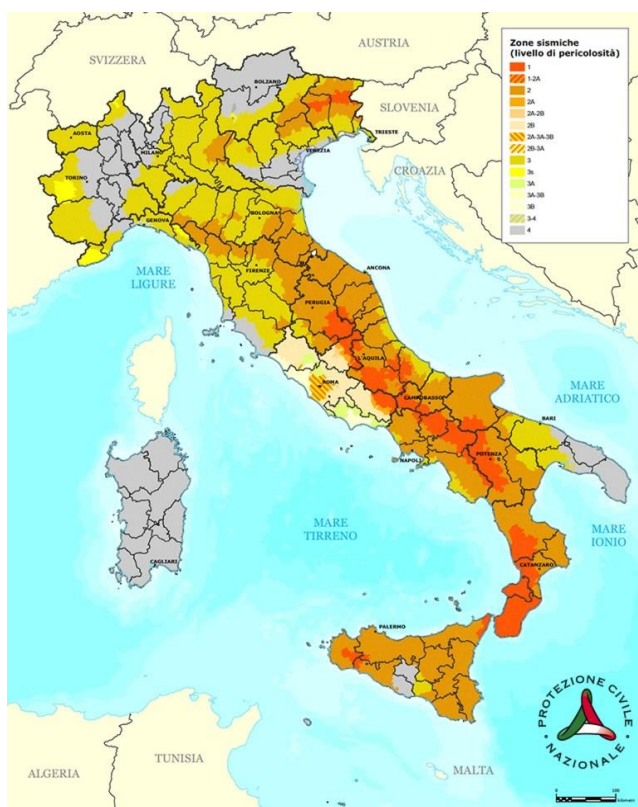 AUSTRIA
SVIZZERA
BOLZANO
SLOVENIA
AOSTA
TRIESTE
MILANO
VENEZIA
CROAZIA
TORINO
MILANO
GENOVA
BOLOGNA
MARE
LIGURE
FIRENZE
ANCONA
PERUGIA
L'AQUILA
ROMA
CAMPOBASSO
MARE
ADRIATICO
BARI
NAPOLI
POTENZA
MARE
TIRRENO
MARE
IONIO
CAGLIARI
CATANZARO
PALERMO
ALGERIA
TUNISIA
MALTA
Zone sismiche
(livello di pericolosità)
1
1-2A
2
2A
2A-2B
2B
2A-3A-3B
2B-3A
3
3s
3A
3A-3B
3B
3-4
4
PROTEZIONE CIVILE
NAZIONALE
0
100